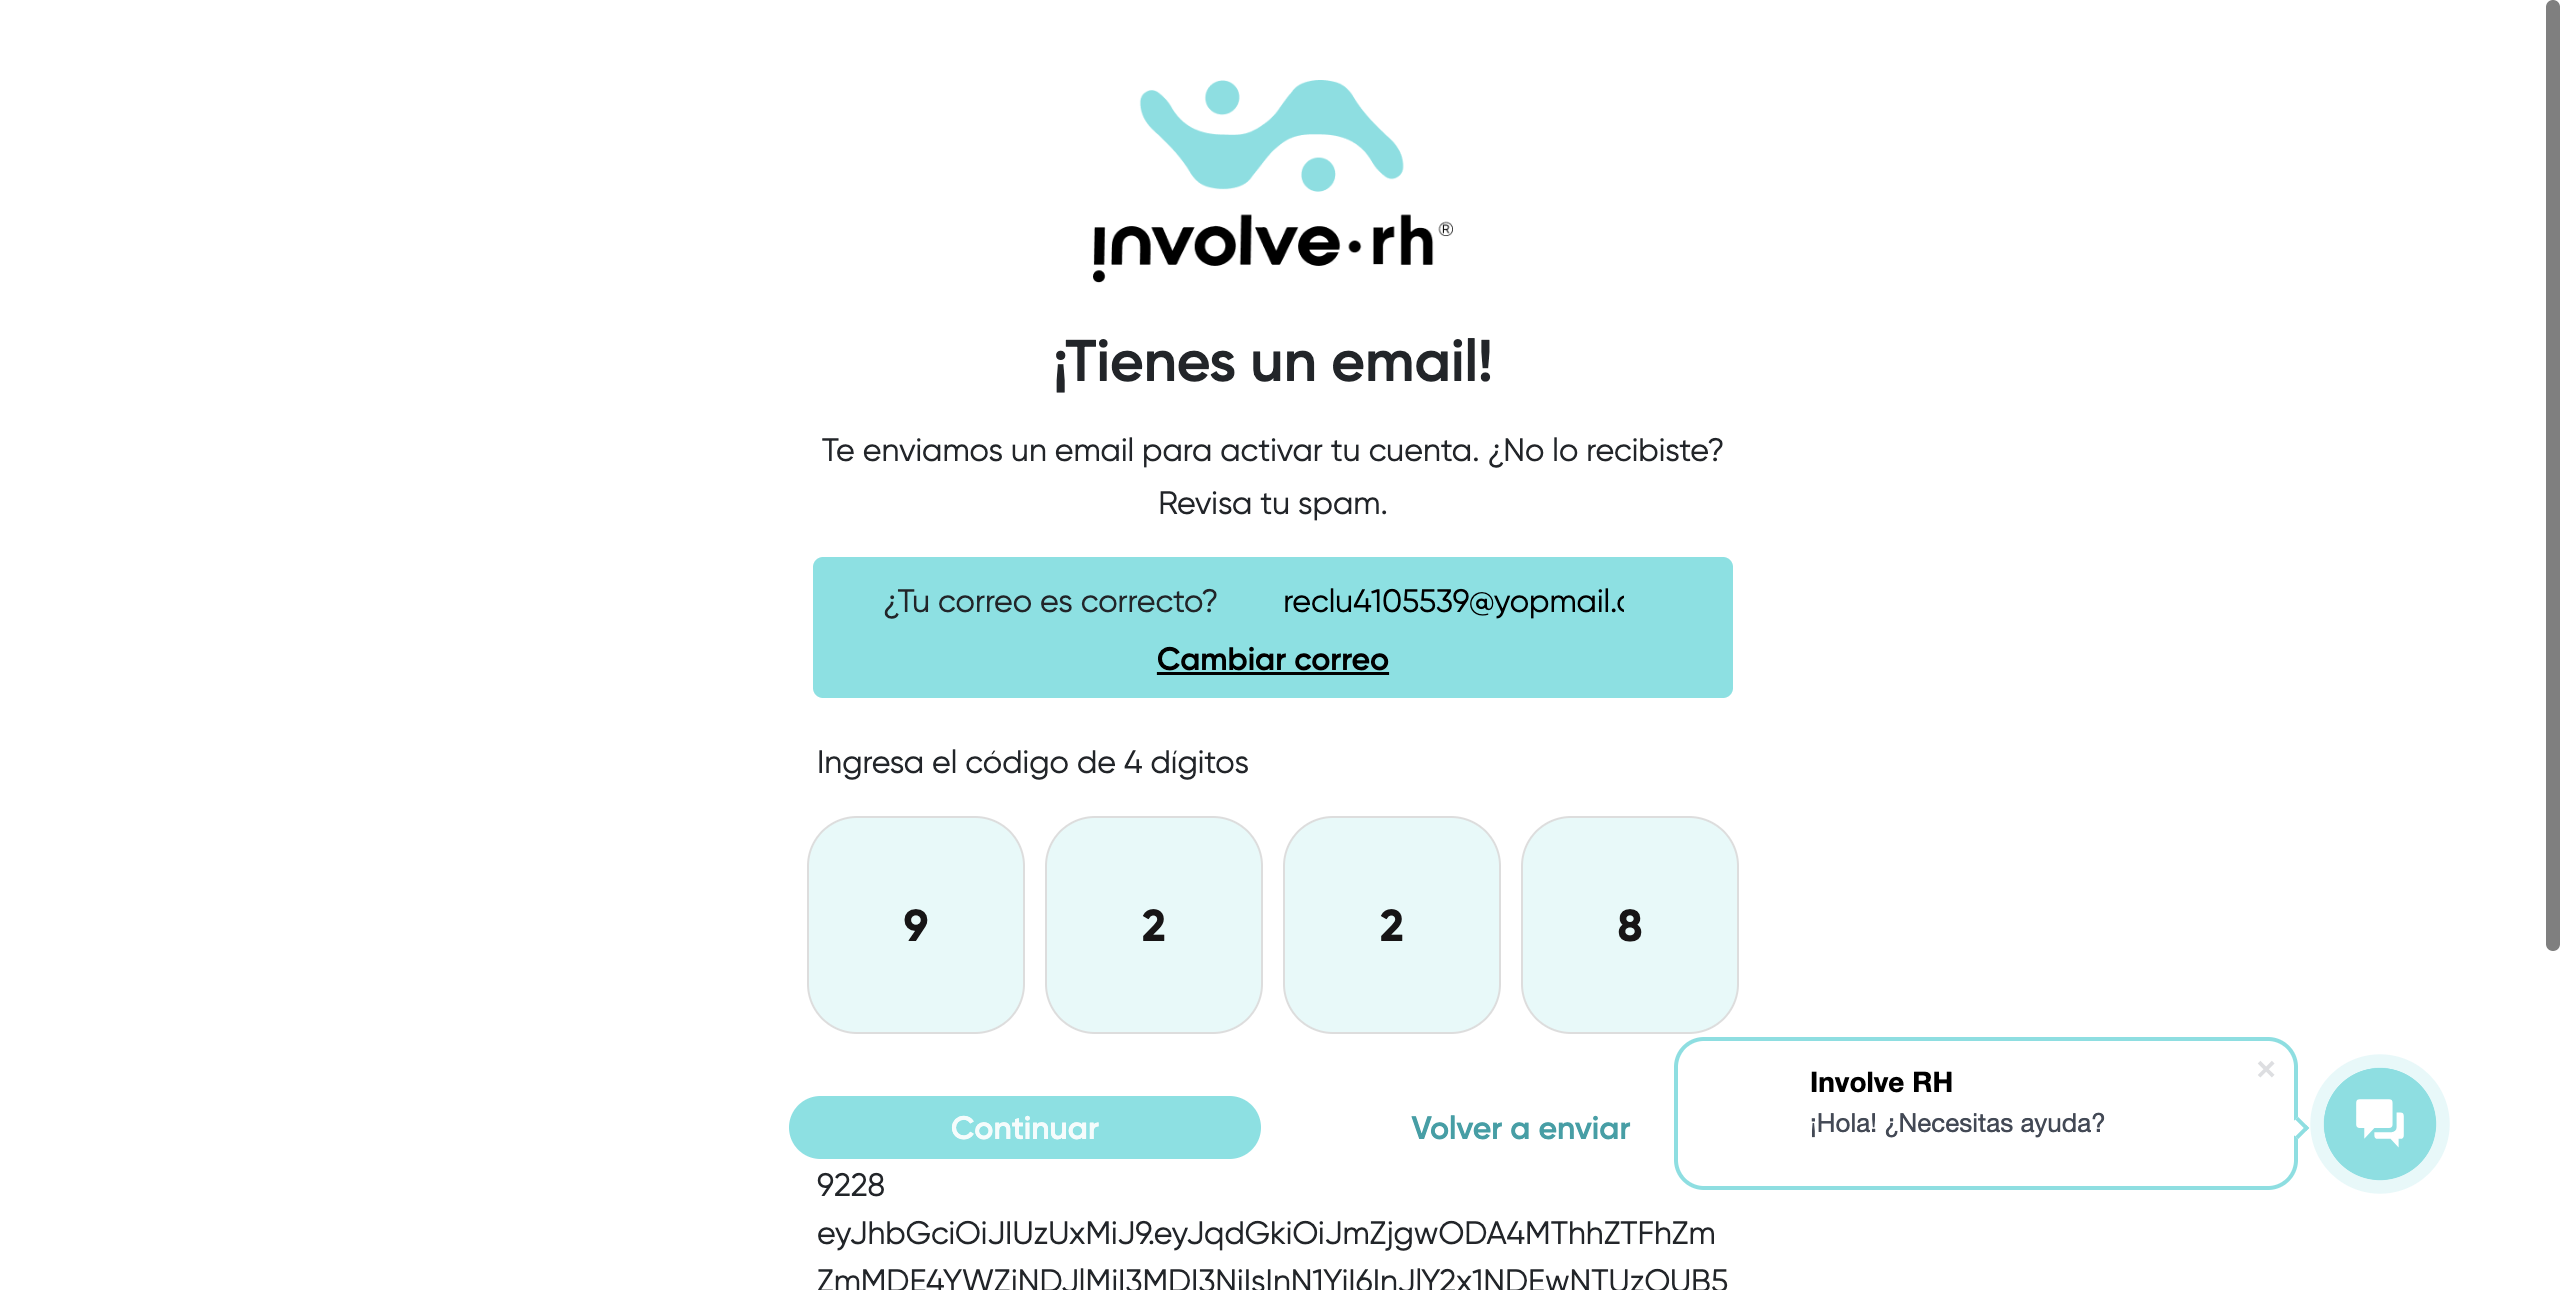 involve·rh®
¡Tienes un email!
Te enviamos un email para activar tu cuenta. ¿No lo recibiste?
Revisa tu spam.
¿Tu correo es correcto? reclu4105539@yopmail.c
Cambiar correo
Ingresa el código de 4 dígitos
9 2 2 8
Continuar Volver a enviar
Involve RH
¡Hola! ¿Necesitas ayuda?
9228
eyJhbGciOiJIUzUxMiJ9.eyJqdGkiOiJmZjgwODA4MThhZTFhZm
ZmMDE4YWZiNDJlMjI3MDI3NiIsInN1YiI6InJlY2x1NDEwNTUzOUB5